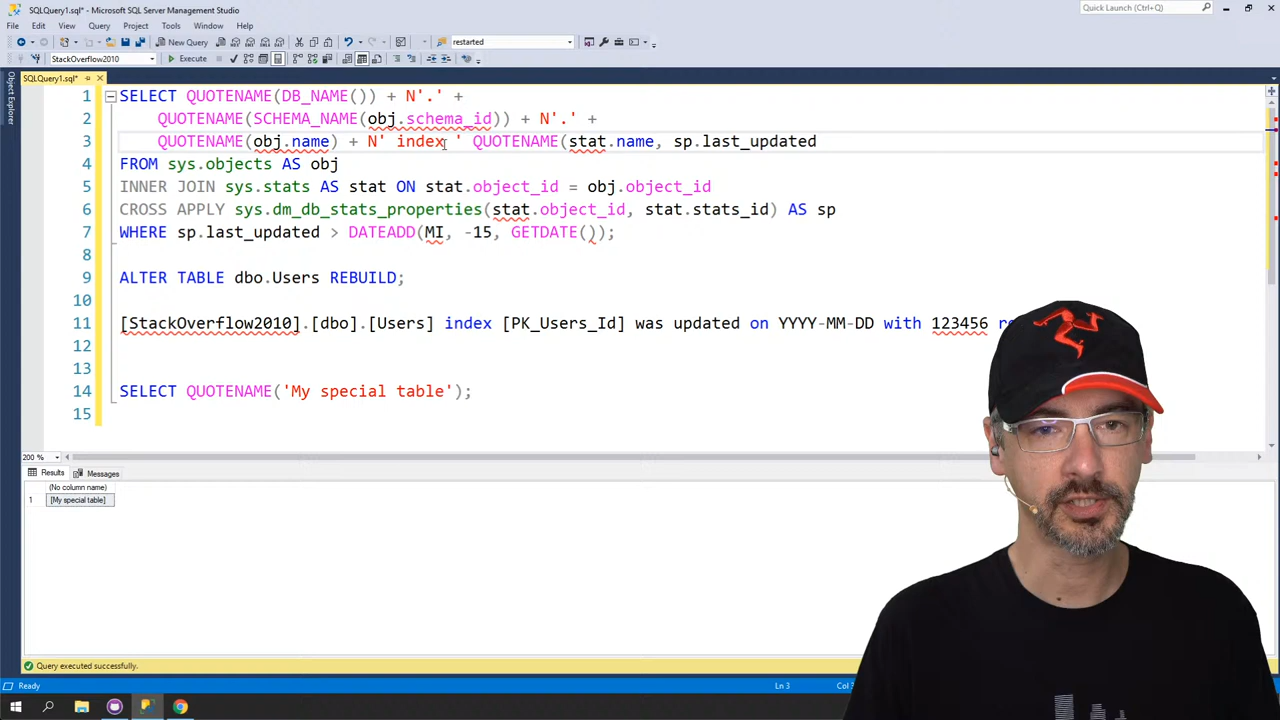 SQLQuery1.sql* - Microsoft SQL Server Management Studio
Quick Launch (Ctrl+Q)
File Edit View Query Project Tools Window Help
New Query restarted
StackOverflow2010 Execute
SQLQuery1.sql*
Object Explorer
1 SELECT QUOTENAME(DB_NAME()) + N'.' +
2 QUOTENAME(SCHEMA_NAME(obj.schema_id)) + N'.' +
3 QUOTENAME(obj.name) + N' index ' QUOTENAME(stat.name, sp.last_updated
4 FROM sys.objects AS obj
5 INNER JOIN sys.stats AS stat ON stat.object_id = obj.object_id
6 CROSS APPLY sys.dm_db_stats_properties(stat.object_id, stat.stats_id) AS sp
7 WHERE sp.last_updated > DATEADD(MI, -15, GETDATE());
8
9 ALTER TABLE dbo.Users REBUILD;
10
11 [StackOverflow2010].[dbo].[Users] index [PK_Users_Id] was updated on YYYY-MM-DD with 123456
12
13
14 SELECT QUOTENAME('My special table');
15
200 %
Results Messages
(No column name)
1 [My special table]
Query executed successfully.
Ready Ln 3 Col